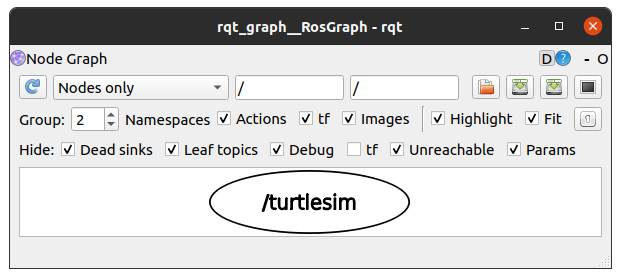 rqt_graph__RosGraph - rqt
Node Graph D ? - O
Nodes only / /
Group: 2 Namespaces Actions tf Images Highlight Fit
Hide: Dead sinks Leaf topics Debug tf Unreachable Params
/turtlesim